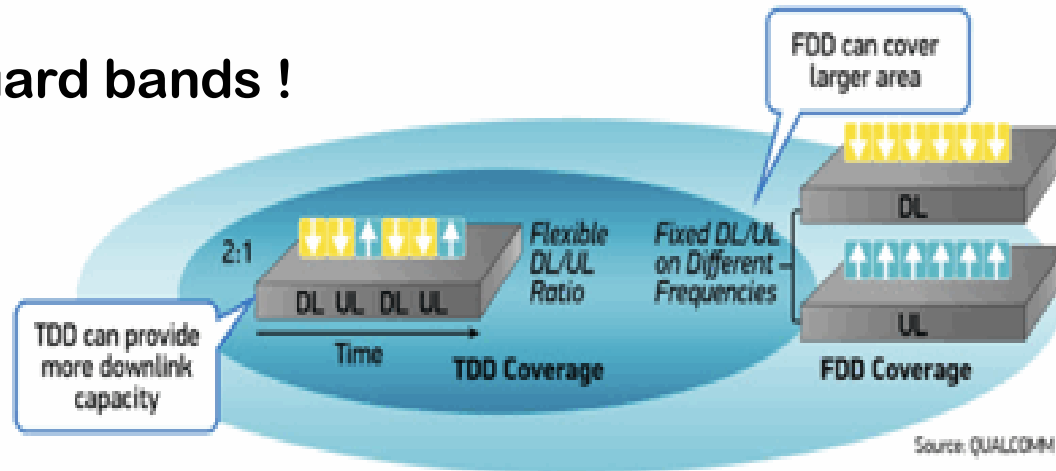 uard bands !
FDD can cover
larger area
DL
2:1
Flexible
DL/UL
Ratio
Fixed DL/UL
on Different
Frequencies
DL UL DL UL
UL
TDD can provide
more downlink
capacity
Time
TDD Coverage
FDD Coverage
Source: QUALCOMM